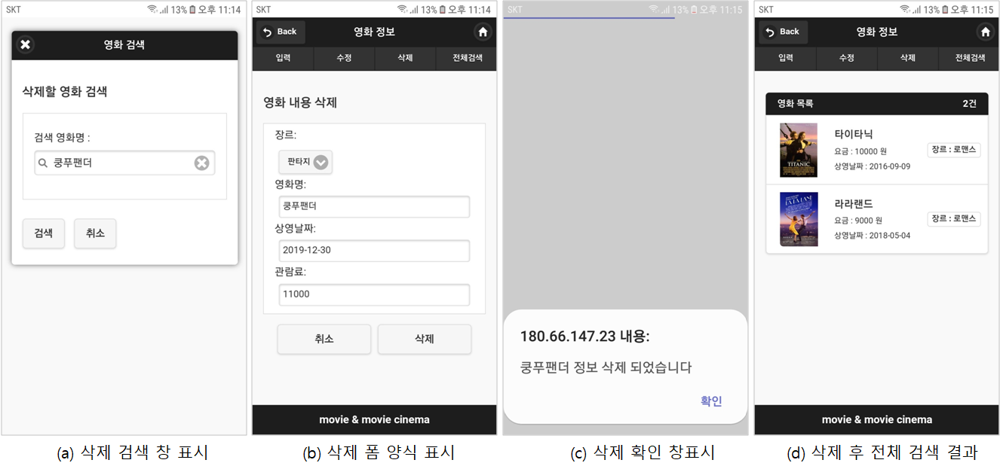 SKT 13% 오후 11:14
영화 검색
삭제할 영화 검색
검색 영화명 :
쿵푸팬더
검색 취소
(a) 삭제 검색 창 표시
SKT 13% 오후 11:14
Back 영화 정보
입력 수정 삭제 전체검색
영화 내용 삭제
장르:
판타지
영화명:
쿵푸팬더
상영날짜:
2019-12-30
관람료:
11000
취소 삭제
movie & movie cinema
(b) 삭제 폼 양식 표시
SKT 13% 오후 11:15
180.66.147.23 내용:
쿵푸팬더 정보 삭제 되었습니다
확인
(c) 삭제 확인 창표시
SKT 13% 오후 11:15
Back 영화 정보
입력 수정 삭제 전체검색
영화 목록 2건
TITANIC
타이타닉
요금 : 10000 원
상영날짜 : 2016-09-09
장르 : 로맨스
LA LA LAND
라라랜드
요금 : 9000 원
상영날짜 : 2018-05-04
장르 : 로맨스
movie & movie cinema
(d) 삭제 후 전체 검색 결과